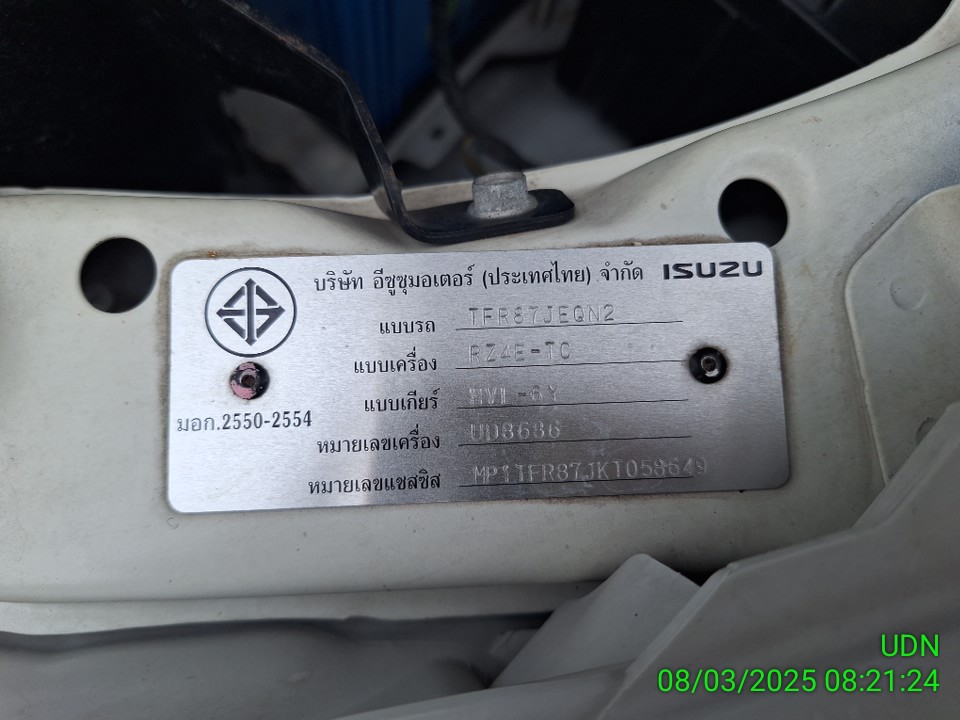 บริษัท อีซูซุมอเตอร์ (ประเทศไทย) จำกัด ISUZU
แบบรถ TFR87JEQN2
แบบเครื่อง RZ4E-TC
แบบเกียร์ MVL-6Y
มอก.2550-2554
หมายเลขเครื่อง UD8686
หมายเลขแชสซิส MP1TFR87JKT058649
UDN
08/03/2025 08:21:24